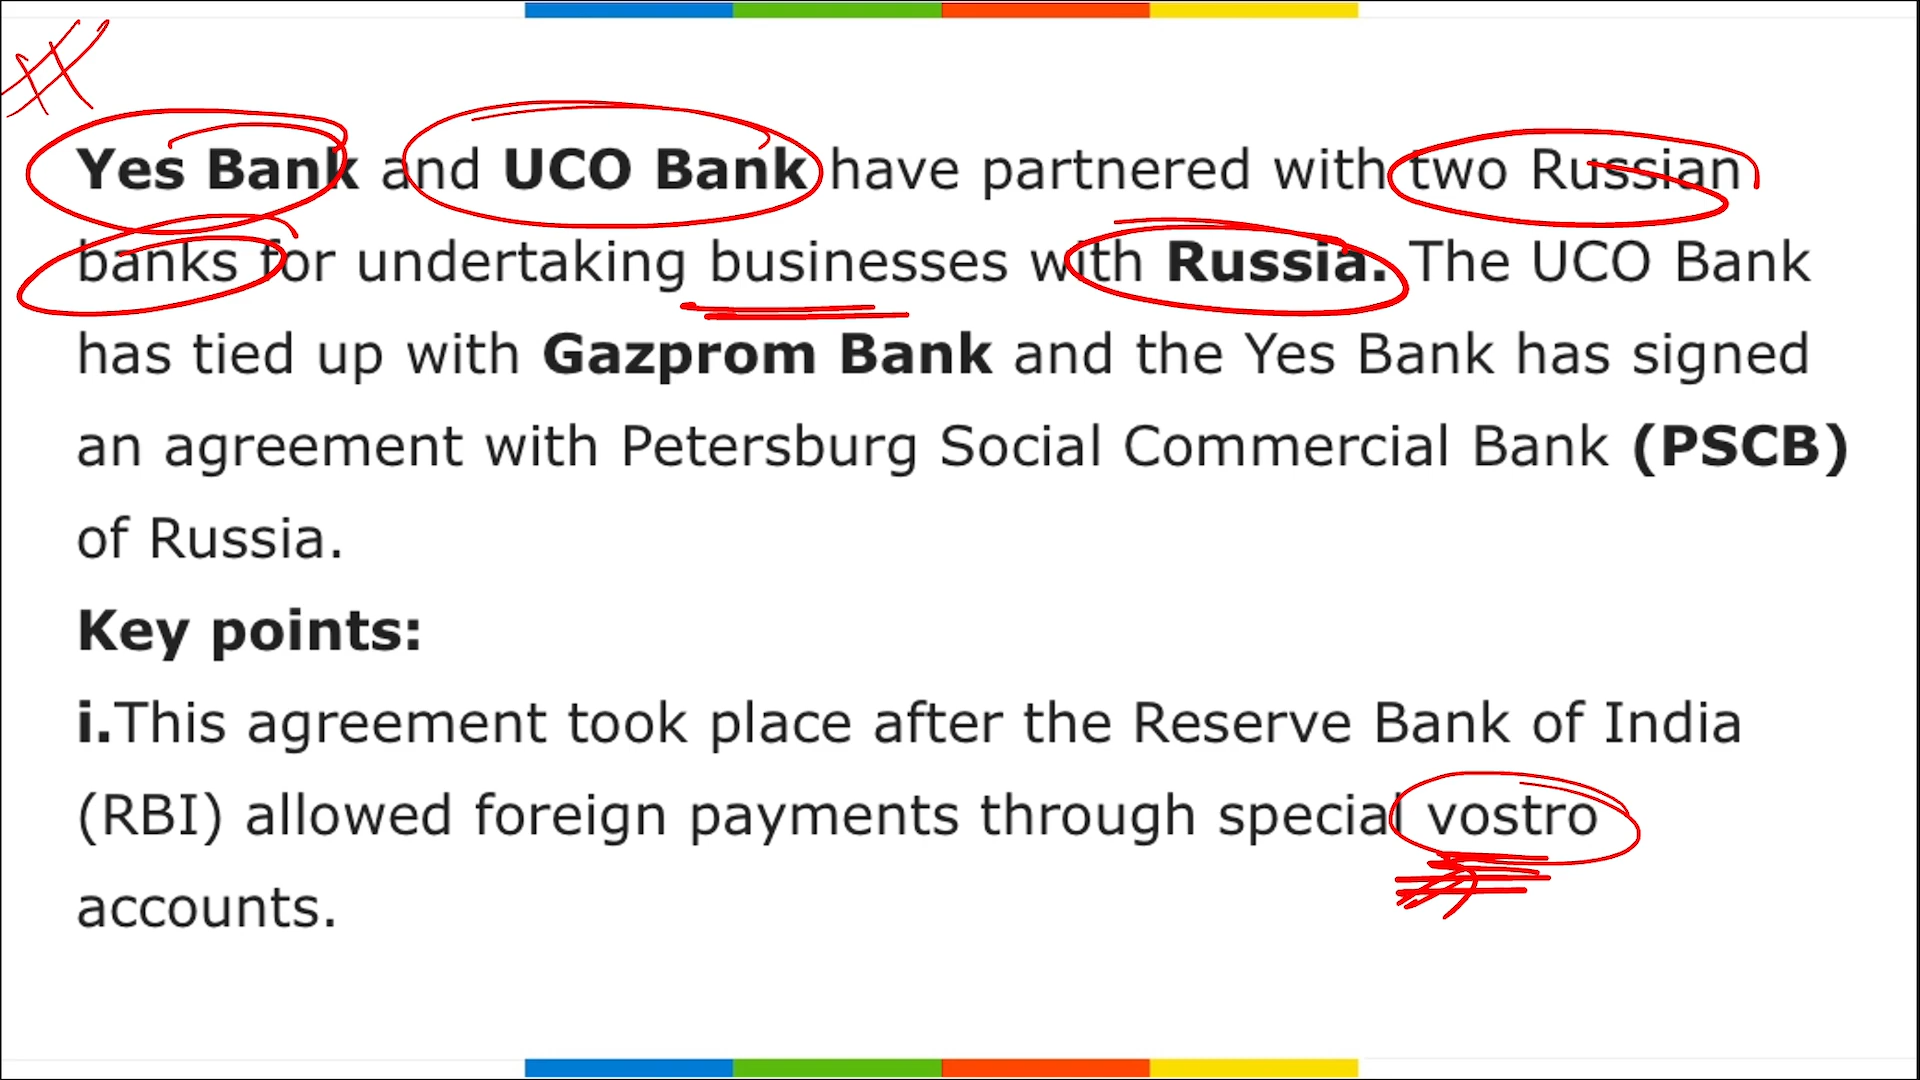 Yes Bank and UCO Bank have partnered with two Russian
banks for undertaking businesses with Russia. The UCO Bank
has tied up with Gazprom Bank and the Yes Bank has signed
an agreement with Petersburg Social Commercial Bank (PSCB)
of Russia.
Key points:
i.This agreement took place after the Reserve Bank of India
(RBI) allowed foreign payments through special vostro
accounts.